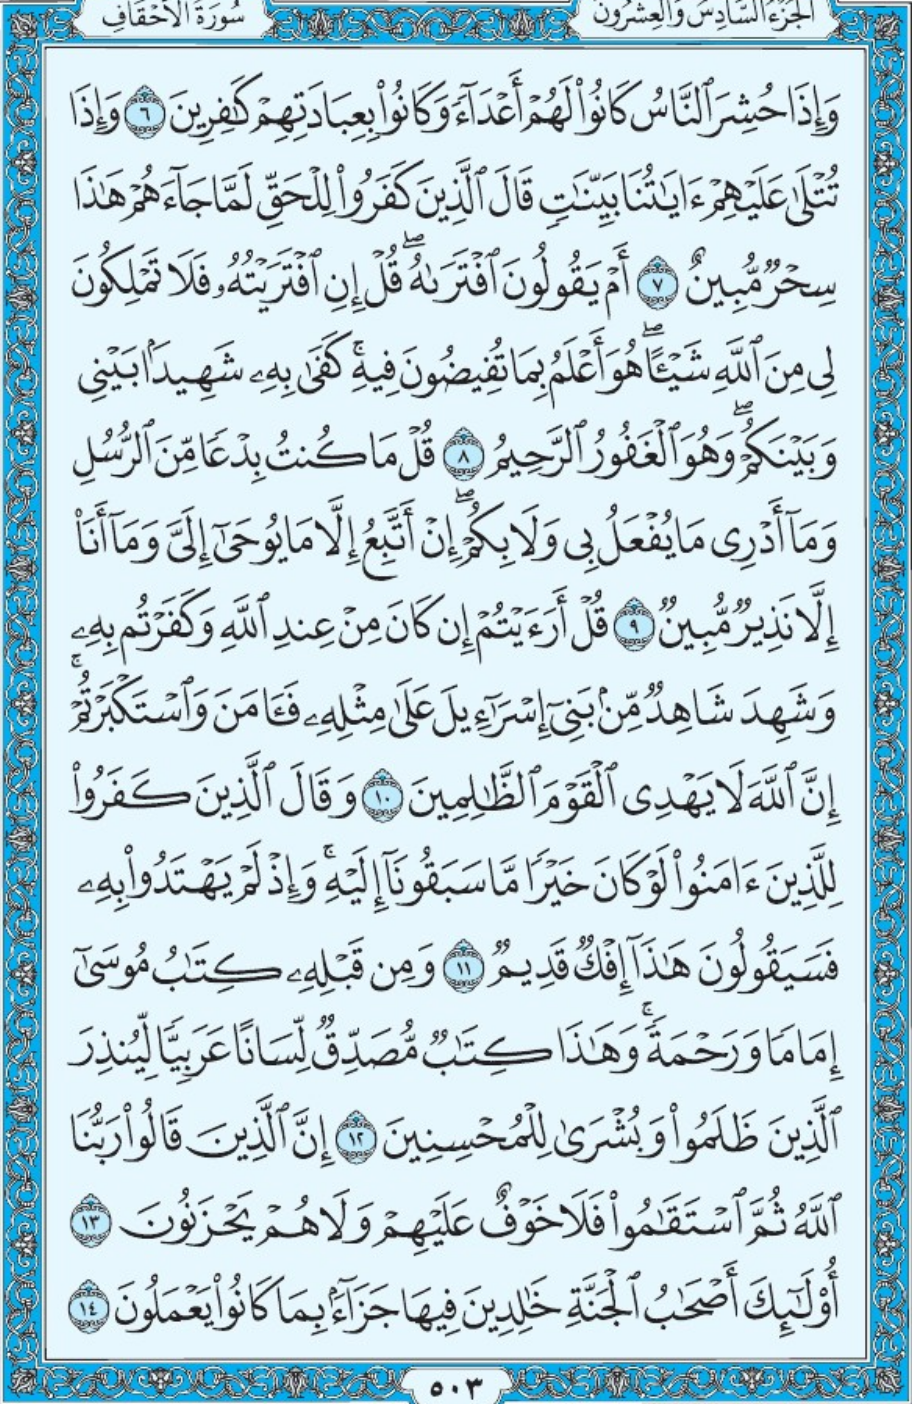 سُورَةُ الأَحْقَافِ
الجُزْءُ السَّادِسُ وَالعِشْرُونَ
وَإِذَا حُشِرَ ٱلنَّاسُ كَانُوا۟ لَهُمْ أَعْدَآءً وَكَانُوا۟ بِعِبَادَتِهِمْ كَـٰفِرِينَ ٦ وَإِذَا
تُتْلَىٰ عَلَيْهِمْ ءَايَـٰتُنَا بَيِّنَـٰتٍ قَالَ ٱلَّذِينَ كَفَرُوا۟ لِلْحَقِّ لَمَّا جَآءَهُمْ هَـٰذَا
سِحْرٌ مُّبِينٌ ٧ أَمْ يَقُولُونَ ٱفْتَرَىٰهُ ۖ قُلْ إِنِ ٱفْتَرَيْتُهُۥ فَلَا تَمْلِكُونَ
لِى مِنَ ٱللَّهِ شَيْـًٔا ۖ هُوَ أَعْلَمُ بِمَا تُفِيضُونَ فِيهِ ۚ كَفَىٰ بِهِۦ شَهِيدًۢا بَيْنِى
وَبَيْنَكُمْ ۖ وَهُوَ ٱلْغَفُورُ ٱلرَّحِيمُ ٨ قُلْ مَا كُنتُ بِدْعًا مِّنَ ٱلرُّسُلِ
وَمَآ أَدْرِى مَا يُفْعَلُ بِى وَلَا بِكُمْ ۖ إِنْ أَتَّبِعُ إِلَّا مَا يُوحَىٰٓ إِلَىَّ وَمَآ أَنَا۠
إِلَّا نَذِيرٌ مُّبِينٌ ٩ قُلْ أَرَءَيْتُمْ إِن كَانَ مِنْ عِندِ ٱللَّهِ وَكَفَرْتُم بِهِۦ
وَشَهِدَ شَاهِدٌ مِّنۢ بَنِىٓ إِسْرَٰٓءِيلَ عَلَىٰ مِثْلِهِۦ فَـَٔامَنَ وَٱسْتَكْبَرْتُمْ ۚ
إِنَّ ٱللَّهَ لَا يَهْدِى ٱلْقَوْمَ ٱلظَّـٰلِمِينَ ١٠ وَقَالَ ٱلَّذِينَ كَفَرُوا۟
لِلَّذِينَ ءَامَنُوا۟ لَوْ كَانَ خَيْرًا مَّا سَبَقُونَآ إِلَيْهِ ۚ وَإِذْ لَمْ يَهْتَدُوا۟ بِهِۦ
فَسَيَقُولُونَ هَـٰذَآ إِفْكٌ قَدِيمٌ ١١ وَمِن قَبْلِهِۦ كِتَـٰبُ مُوسَىٰٓ
إِمَامًا وَرَحْمَةً ۚ وَهَـٰذَا كِتَـٰبٌ مُّصَدِّقٌ لِّسَانًا عَرَبِيًّا لِّيُنذِرَ
ٱلَّذِينَ ظَلَمُوا۟ وَبُشْرَىٰ لِلْمُحْسِنِينَ ١٢ إِنَّ ٱلَّذِينَ قَالُوا۟ رَبُّنَا
ٱللَّهُ ثُمَّ ٱسْتَقَـٰمُوا۟ فَلَا خَوْفٌ عَلَيْهِمْ وَلَا هُمْ يَحْزَنُونَ ١٣
أُو۟لَـٰٓئِكَ أَصْحَـٰبُ ٱلْجَنَّةِ خَـٰلِدِينَ فِيهَا جَزَآءًۢ بِمَا كَانُوا۟ يَعْمَلُونَ ١٤
٥٠٣